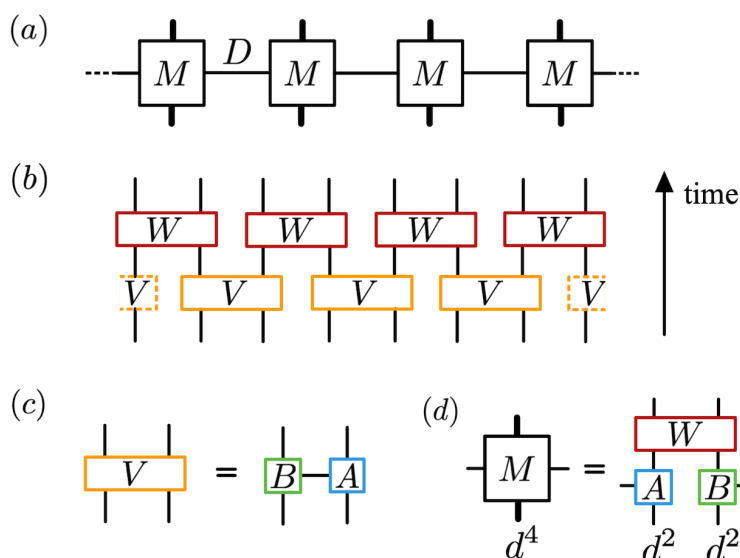 (a)
D
M M M M
(b)
time
W W W W
V V V V V
(c)
(d)
V = B A
M = W
A B
d⁴ d² d²